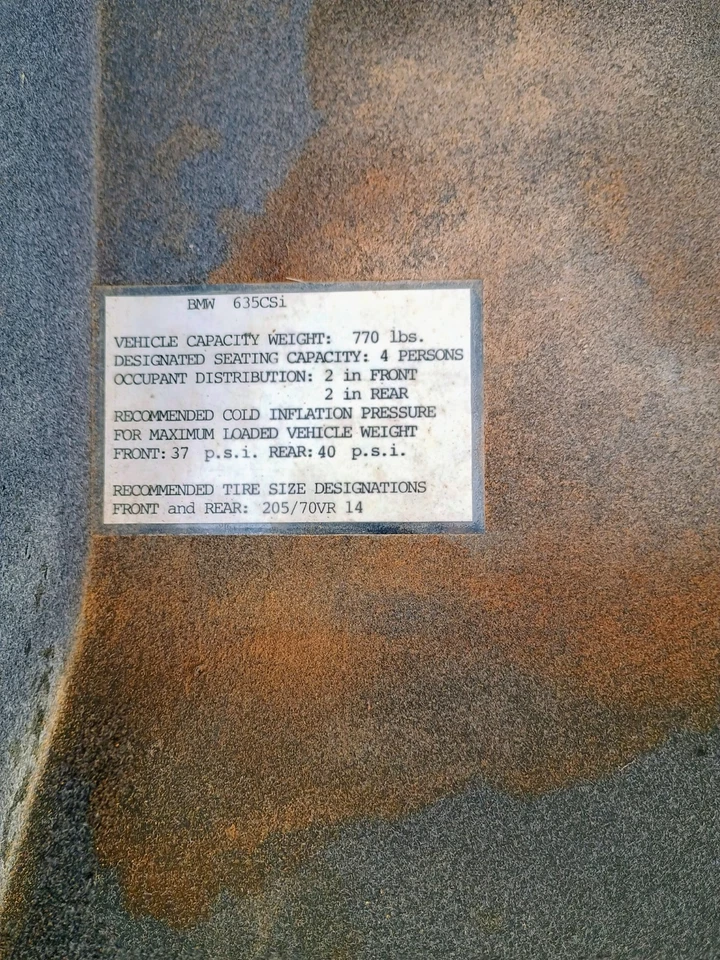 BMW 635CSi
VEHICLE CAPACITY WEIGHT: 770 lbs.
DESIGNATED SEATING CAPACITY: 4 PERSONS
OCCUPANT DISTRIBUTION: 2 in FRONT
2 in REAR
RECOMMENDED COLD INFLATION PRESSURE
FOR MAXIMUM LOADED VEHICLE WEIGHT
FRONT: 37 p.s.i. REAR: 40 p.s.i.
RECOMMENDED TIRE SIZE DESIGNATIONS
FRONT and REAR: 205/70VR 14